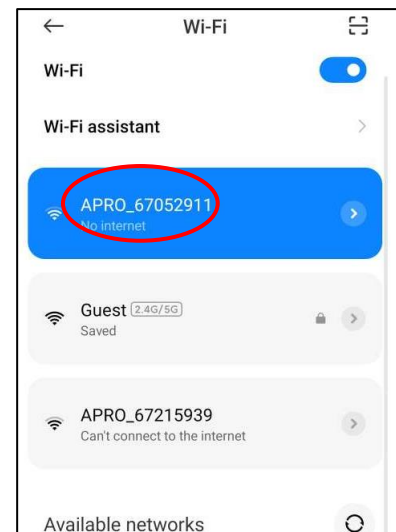 Wi-Fi
Wi-Fi
Wi-Fi assistant
APRO_67052911
No internet
Guest 2.4G/5G
Saved
APRO_67215939
Can't connect to the internet
Available networks